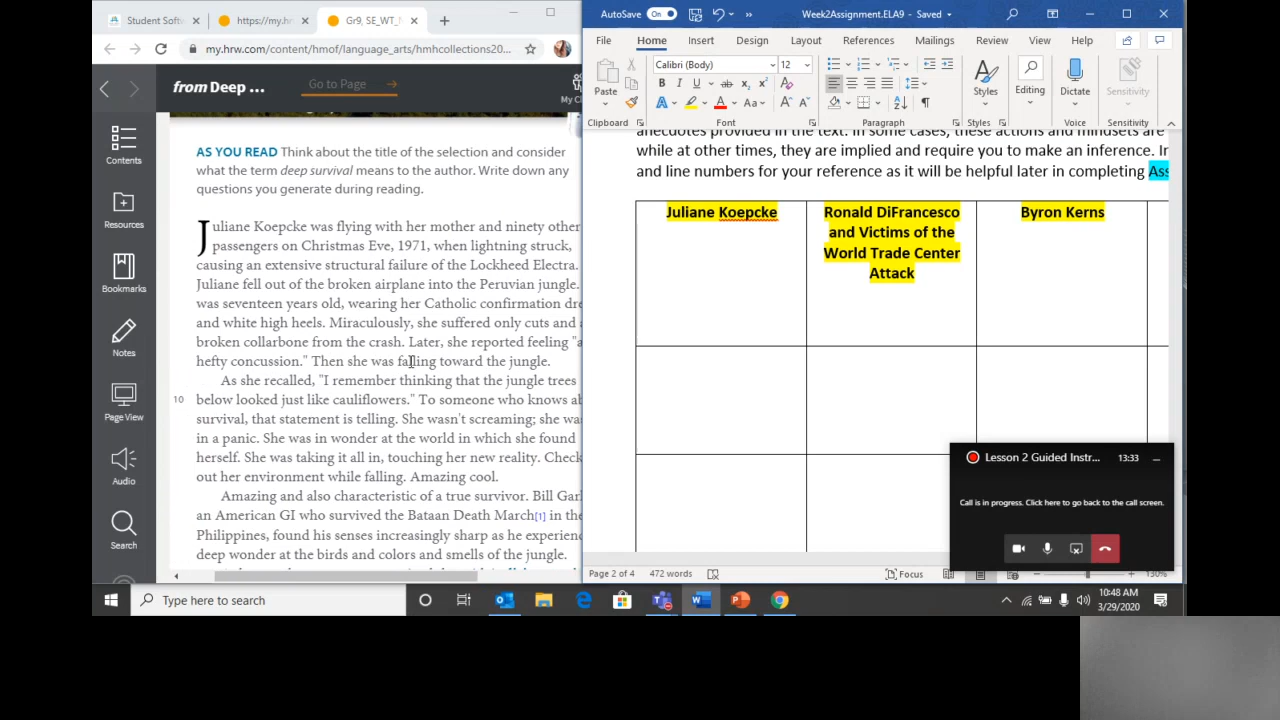 Student Softw
https://my.hr
Gr9, SE_WT_N
my.hrw.com/content/hmof/language_arts/hmhcollections20...
from Deep ...
Go to Page
My Cl
Contents
Resources
Bookmarks
Notes
Page View
Audio
Search
AS YOU READ Think about the title of the selection and consider
what the term deep survival means to the author. Write down any
questions you generate during reading.
Juliane Koepcke was flying with her mother and ninety other
passengers on Christmas Eve, 1971, when lightning struck,
causing an extensive structural failure of the Lockheed Electra.
Juliane fell out of the broken airplane into the Peruvian jungle.
was seventeen years old, wearing her Catholic confirmation dre
and white high heels. Miraculously, she suffered only cuts and a
broken collarbone from the crash. Later, she reported feeling "a
hefty concussion." Then she was falling toward the jungle.
As she recalled, "I remember thinking that the jungle trees
10 below looked just like cauliflowers." To someone who knows ab
survival, that statement is telling. She wasn't screaming; she wa
in a panic. She was in wonder at the world in which she found
herself. She was taking it all in, touching her new reality. Check
out her environment while falling. Amazing cool.
Amazing and also characteristic of a true survivor. Bill Garl
an American GI who survived the Bataan Death March[1] in the
Philippines, found his senses increasingly sharp as he experienc
deep wonder at the birds and colors and smells of the jungle.
AutoSave On
Week2Assignment.ELA9 - Saved
File Home Insert Design Layout References Mailings Review View Help
Calibri (Body) 12
Paste
Styles
Editing
Dictate
Sensitivity
Clipboard Font Paragraph Styles Voice Sensitivity
anecdotes provided in the text. In some cases, these actions and mindsets are
while at other times, they are implied and require you to make an inference. In
and line numbers for your reference as it will be helpful later in completing Ass
Juliane Koepcke
Ronald DiFrancesco
and Victims of the
World Trade Center
Attack
Byron Kerns
Lesson 2 Guided Instr... 13:33
Call is in progress. Click here to go back to the call screen.
Page 2 of 4 472 words Focus 130%
Type here to search
10:48 AM
3/29/2020